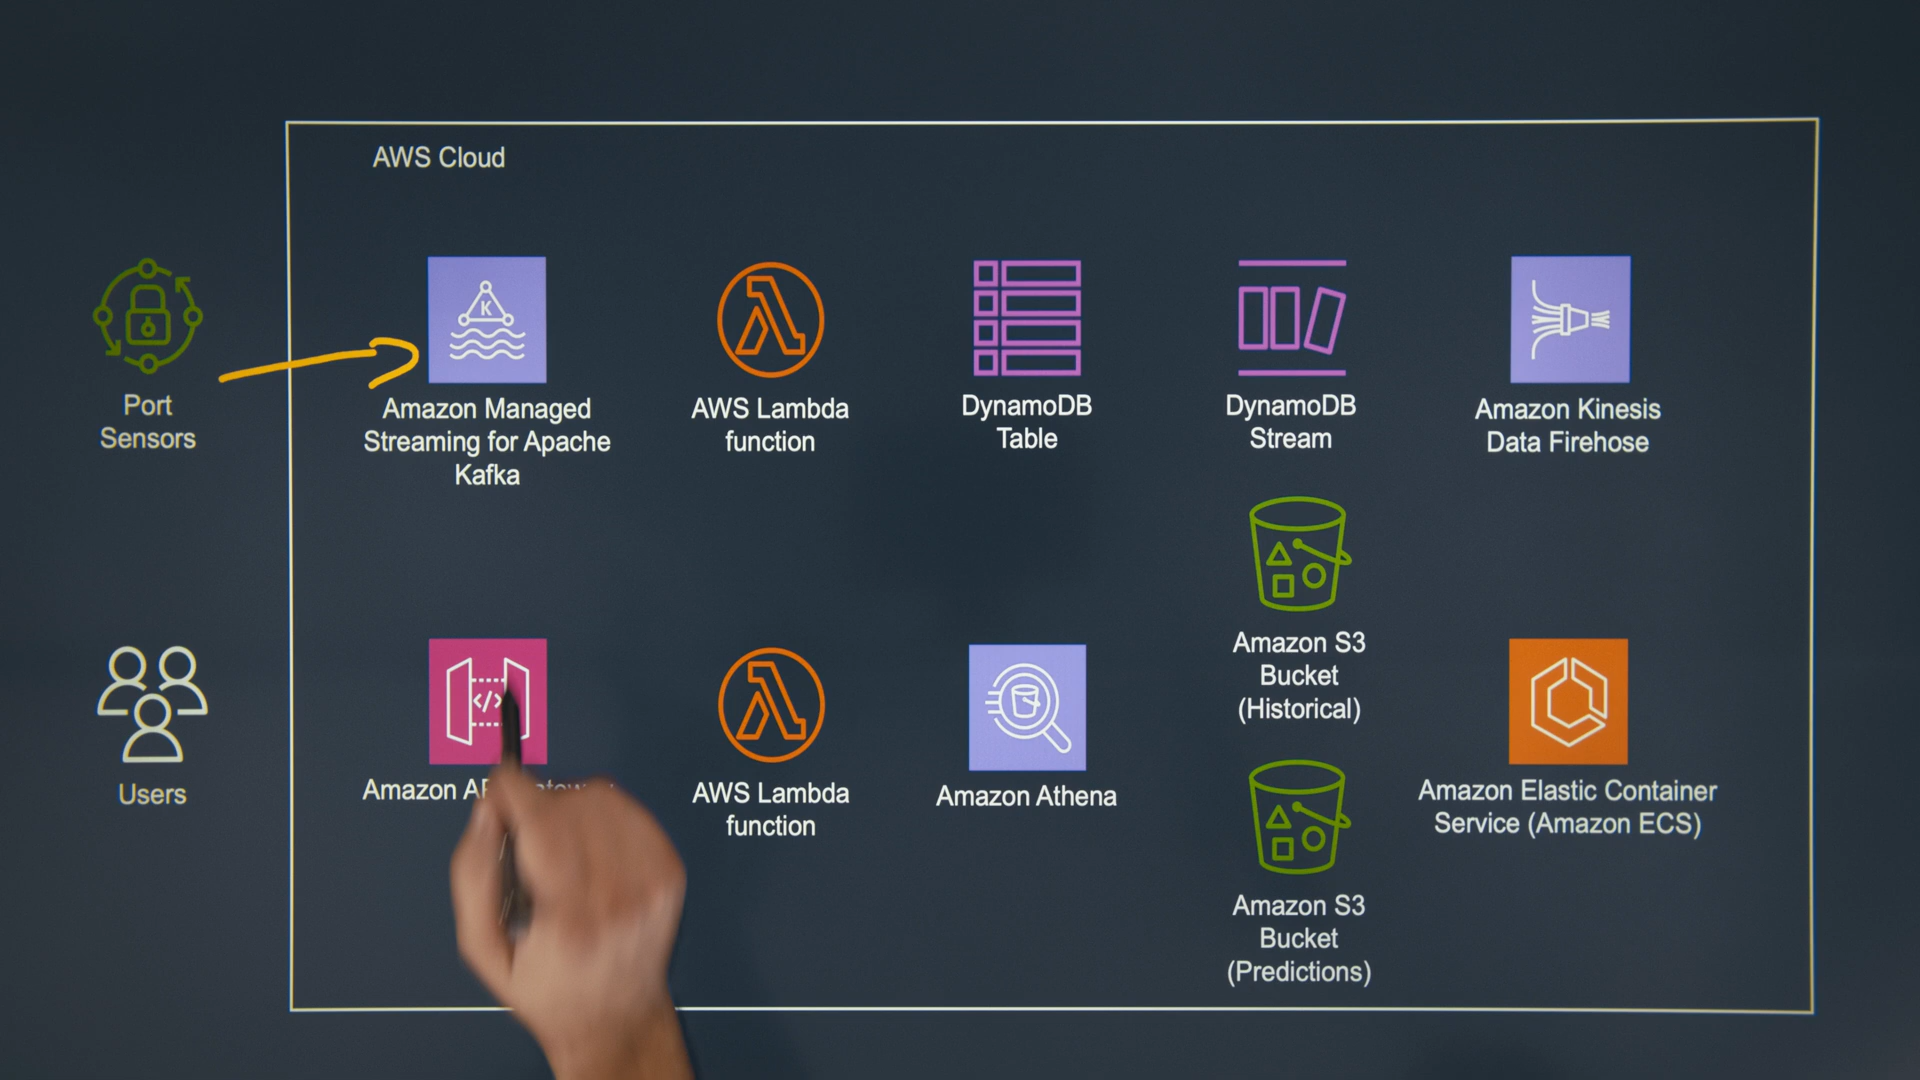 AWS Cloud
Port
Sensors
K
Amazon Managed
Streaming for Apache
Kafka
AWS Lambda
function
DynamoDB
Table
DynamoDB
Stream
Amazon Kinesis
Data Firehose
Users
</>
Amazon
AWS Lambda
function
Amazon Athena
Amazon S3
Bucket
(Historical)
Amazon S3
Bucket
(Predictions)
Amazon Elastic Container
Service (Amazon ECS)